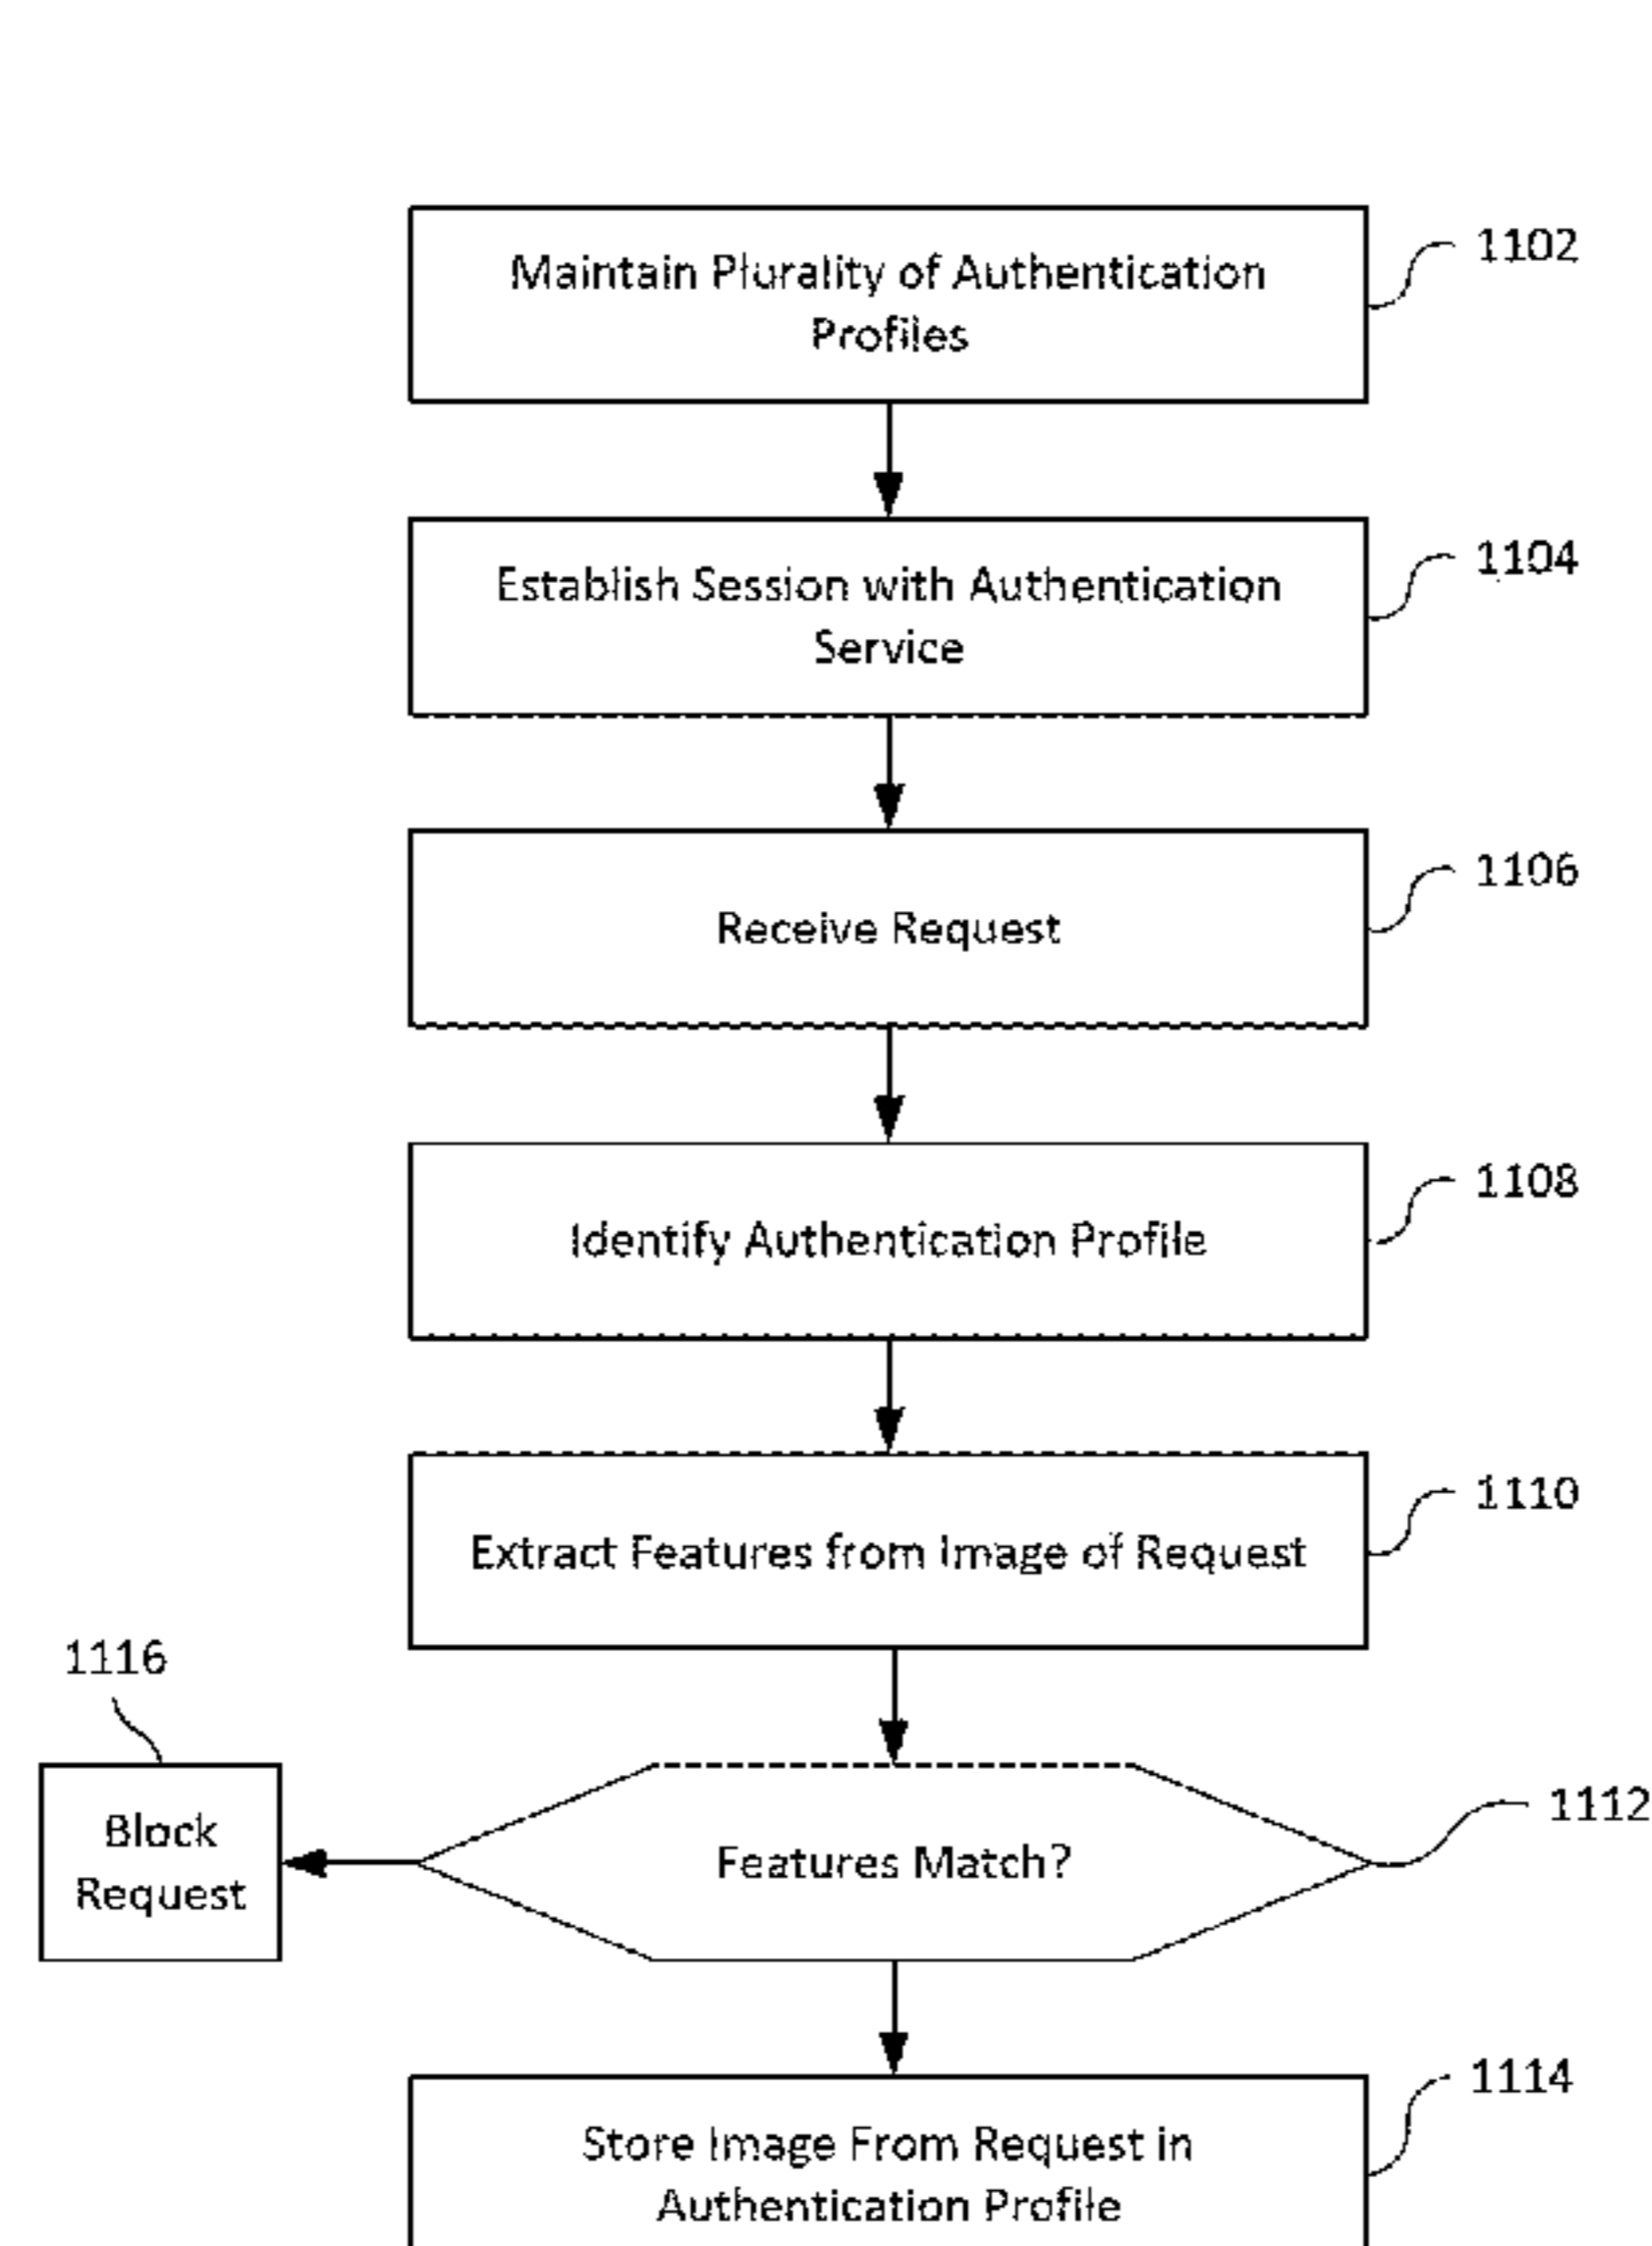 Maintain Plurality of Authentication
Profiles
1102
Establish Session with Authentication
Service
1104
Receive Request
1106
Identify Authentication Profile
1108
Extract Features from Image of Request
1110
1116
Block
Request
Features Match?
1112
Store Image From Request in
Authentication Profile
1114